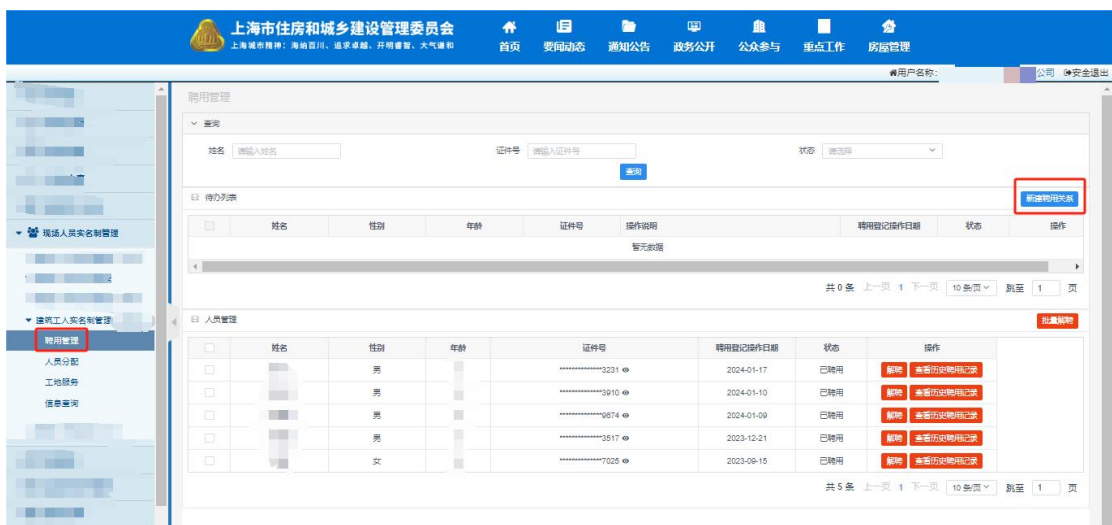 上海市住房和城乡建设管理委员会
上海城市精神：海纳百川、追求卓越、开明睿智、大气谦和
首页 要闻动态 通知公告 政务公开 公众参与 重点工作 房屋管理
用户名称： 公司 安全退出
聘用管理
查询
姓名 请输入姓名 证件号 请输入证件号 状态 请选择
查询
待办列表 新建聘用关系
姓名 性别 年龄 证件号 操作说明 聘用登记操作日期 状态 操作
暂无数据
共 0 条 上一页 1 下一页 10 条/页 跳至 1 页
现场人员实名制管理
建筑工人实名制管理
聘用管理
人员分配
工地服务
信息查询
人员管理 批量解聘
姓名 性别 年龄 证件号 聘用登记操作日期 状态 操作
男 **************3231 2024-01-17 已聘用 解聘 查看历史聘用记录
男 **************3910 2024-01-10 已聘用 解聘 查看历史聘用记录
男 **************9674 2024-01-09 已聘用 解聘 查看历史聘用记录
男 **************3517 2023-12-21 已聘用 解聘 查看历史聘用记录
女 **************7025 2023-09-15 已聘用 解聘 查看历史聘用记录
共 5 条 上一页 1 下一页 10 条/页 跳至 1 页